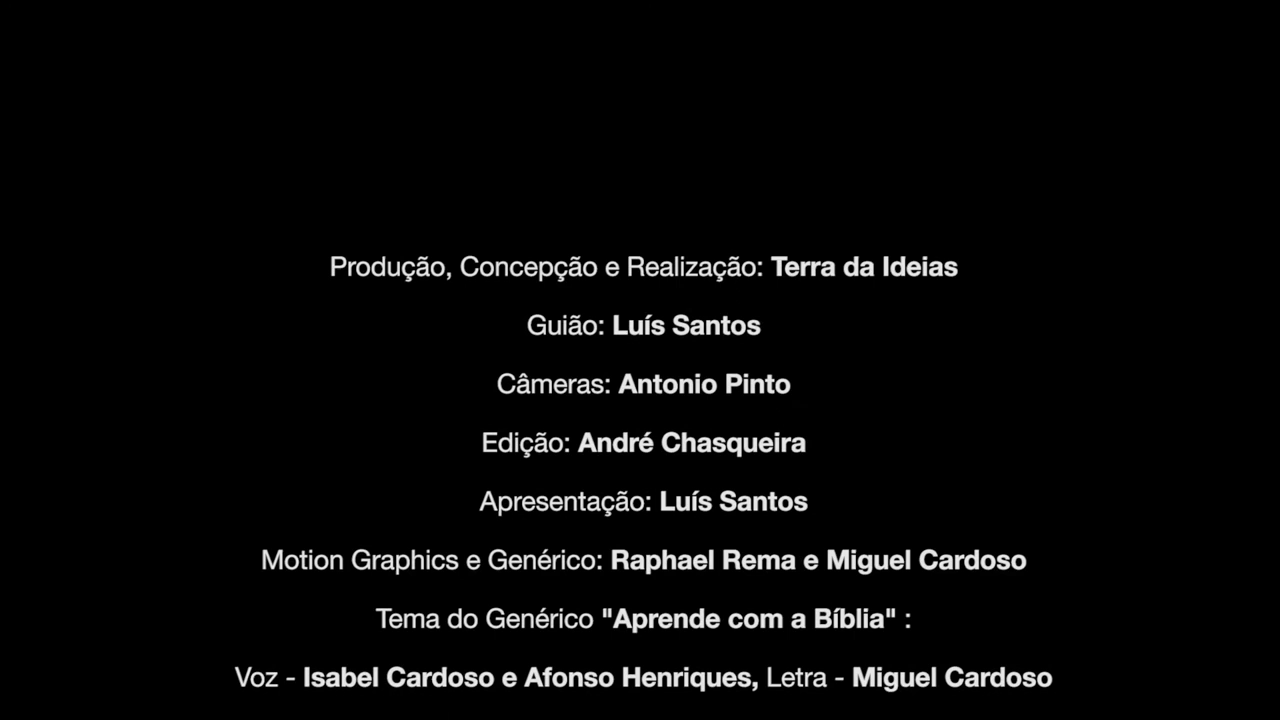 Produção, Concepção e Realização: Terra da Ideias
Guião: Luís Santos
Câmeras: Antonio Pinto
Edição: André Chasqueira
Apresentação: Luís Santos
Motion Graphics e Genérico: Raphael Rema e Miguel Cardoso
Tema do Genérico "Aprende com a Bíblia" :
Voz - Isabel Cardoso e Afonso Henriques, Letra - Miguel Cardoso